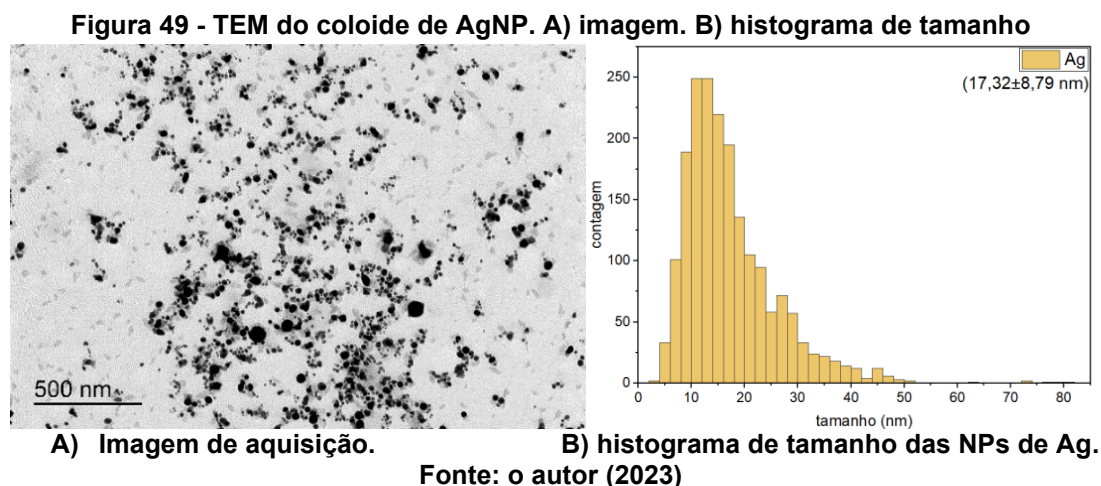 Figura 49 - TEM do coloide de AgNP. A) imagem. B) histograma de tamanho
500 nm
250
200
150
100
50
0
contagem
Ag
(17,32±8,79 nm)
0 10 20 30 40 50 60 70 80
tamanho (nm)
A) Imagem de aquisição. B) histograma de tamanho das NPs de Ag.
Fonte: o autor (2023)